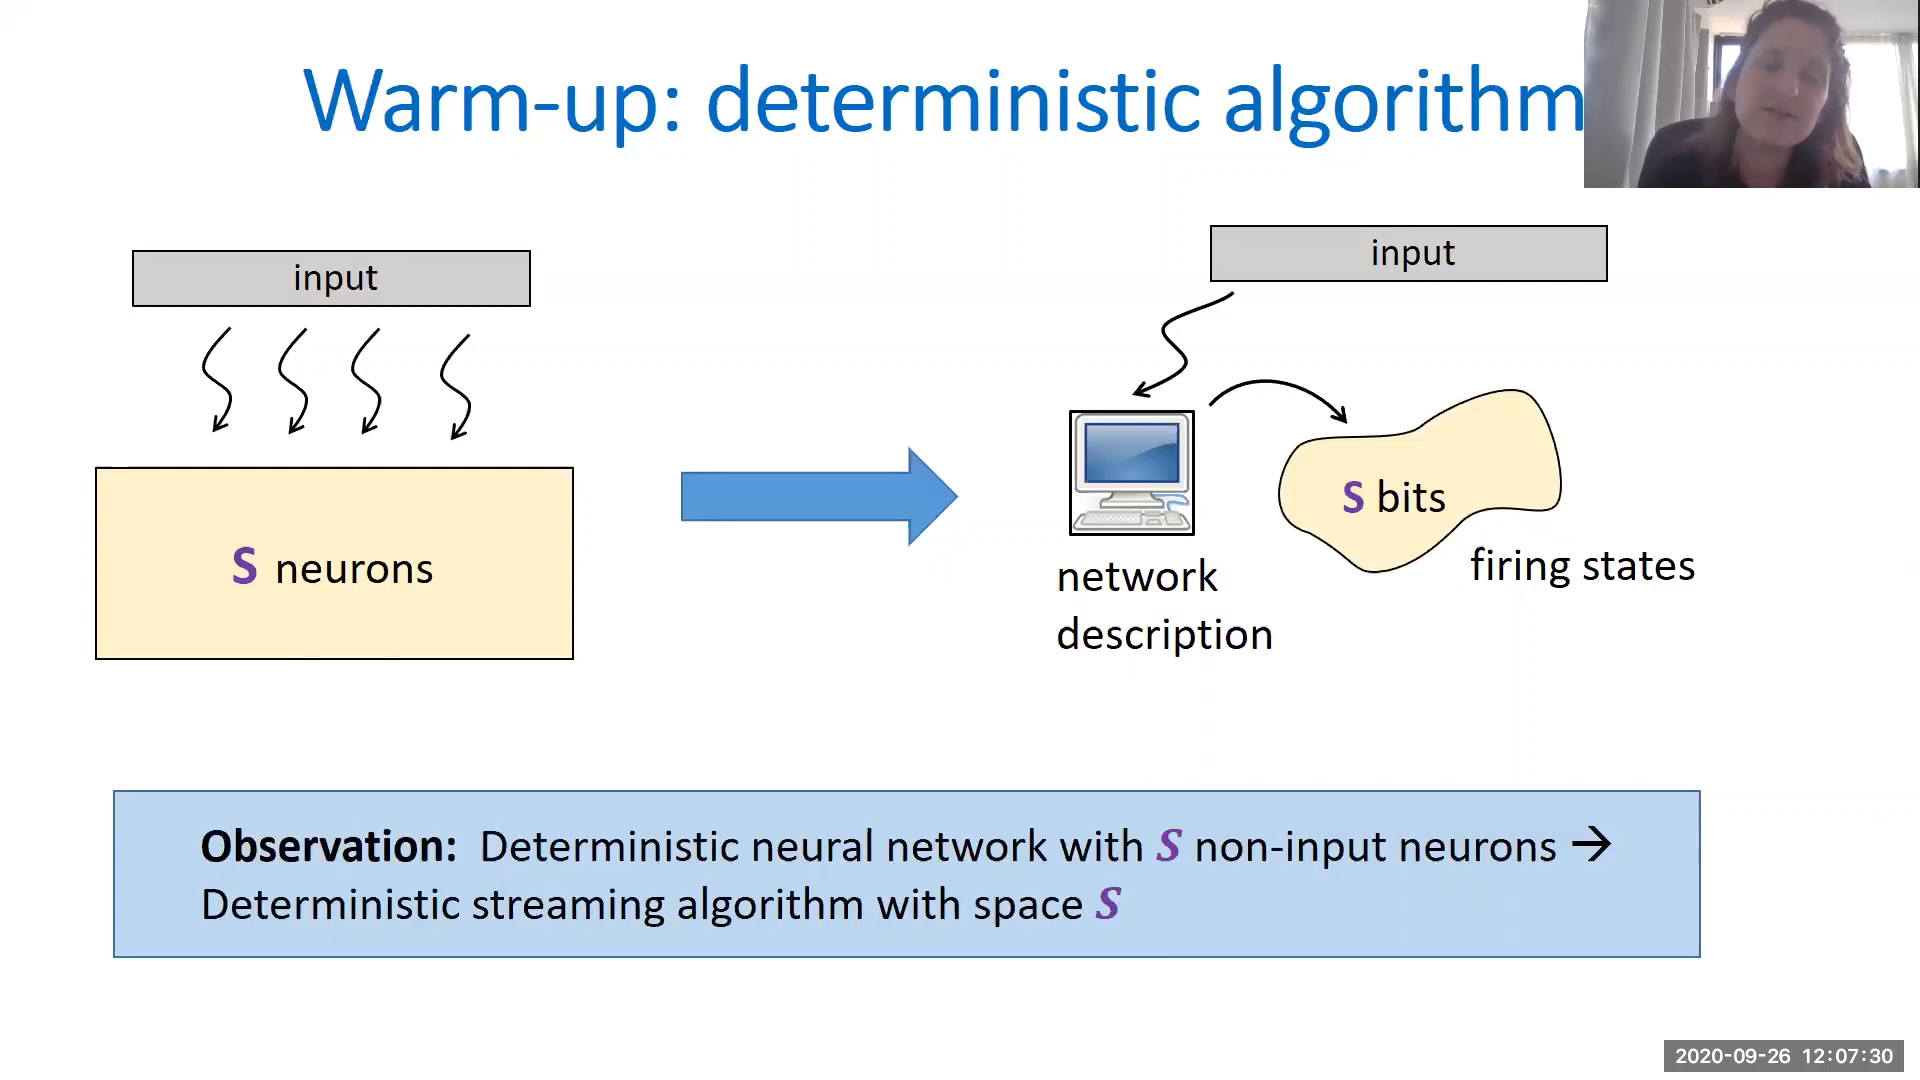 Warm-up: deterministic algorithm
input
input
S neurons
S bits
firing states
network
description
Observation: Deterministic neural network with S non-input neurons →
Deterministic streaming algorithm with space S
2020-09-26 12:07:30